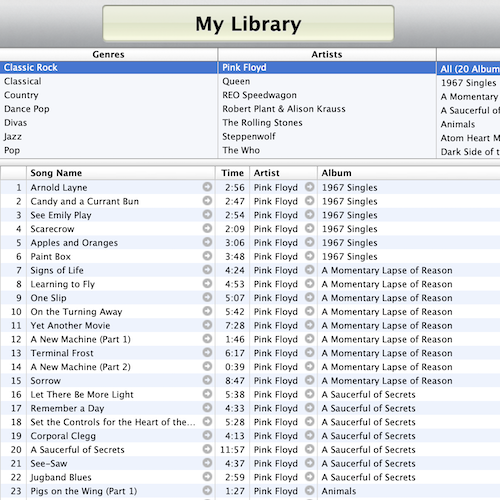 My Library
Genres Artists
Classic Rock Pink Floyd All (20 Album
Classical Queen 1967 Singles
Country REO Speedwagon A Momentary
Dance Pop Robert Plant & Alison Krauss A Saucerful of
Divas The Rolling Stones Animals
Jazz Steppenwolf Atom Heart M
Pop The Who Dark Side of t
Song Name Time Artist Album
1 Arnold Layne 2:56 Pink Floyd 1967 Singles
2 Candy and a Currant Bun 2:47 Pink Floyd 1967 Singles
3 See Emily Play 2:54 Pink Floyd 1967 Singles
4 Scarecrow 2:09 Pink Floyd 1967 Singles
5 Apples and Oranges 3:06 Pink Floyd 1967 Singles
6 Paint Box 3:48 Pink Floyd 1967 Singles
7 Signs of Life 4:24 Pink Floyd A Momentary Lapse of Reason
8 Learning to Fly 4:53 Pink Floyd A Momentary Lapse of Reason
9 One Slip 5:07 Pink Floyd A Momentary Lapse of Reason
10 On the Turning Away 5:42 Pink Floyd A Momentary Lapse of Reason
11 Yet Another Movie 7:28 Pink Floyd A Momentary Lapse of Reason
12 A New Machine (Part 1) 1:46 Pink Floyd A Momentary Lapse of Reason
13 Terminal Frost 6:17 Pink Floyd A Momentary Lapse of Reason
14 A New Machine (Part 2) 0:39 Pink Floyd A Momentary Lapse of Reason
15 Sorrow 8:47 Pink Floyd A Momentary Lapse of Reason
16 Let There Be More Light 5:38 Pink Floyd A Saucerful of Secrets
17 Remember a Day 4:33 Pink Floyd A Saucerful of Secrets
18 Set the Controls for the Heart of the... 5:28 Pink Floyd A Saucerful of Secrets
19 Corporal Clegg 4:13 Pink Floyd A Saucerful of Secrets
20 A Saucerful of Secrets 11:57 Pink Floyd A Saucerful of Secrets
21 See-Saw 4:37 Pink Floyd A Saucerful of Secrets
22 Jugband Blues 2:59 Pink Floyd A Saucerful of Secrets
23 Pigs on the Wing (Part 1) 1:27 Pink Floyd Animals